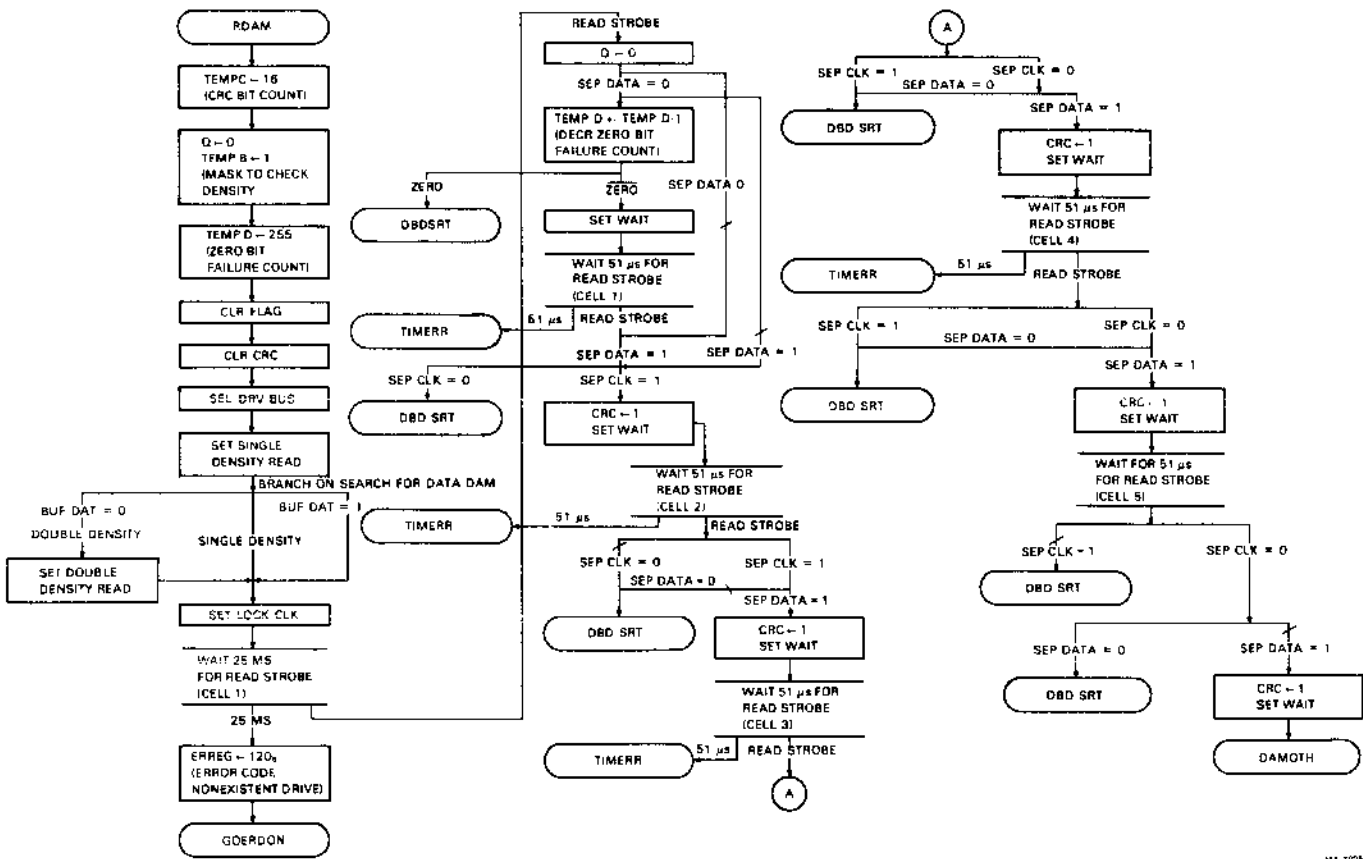 RDAM
TEMPC ← 16
(CRC BIT COUNT)
Q ← 0
TEMP B ← 1
(MASK TO CHECK
DENSITY
TEMP D ← 255
(ZERO BIT
FAILURE COUNT)
CLR FLAG
CLR CRC
SEL DRV BUS
SET SINGLE
DENSITY READ
BRANCH ON SEARCH FOR DATA DAM
BUF DAT = 0
BUF DAT = 1
DOUBLE DENSITY
SINGLE DENSITY
SET DOUBLE
DENSITY READ
SET LOCK CLK
WAIT 25 MS
FOR READ STROBE
(CELL 1)
25 MS
ERREG ← 120₈
(ERROR CODE
NONEXISTENT DRIVE)
GOERDON
READ STROBE
Q ← 0
SEP DATA = 0
TEMP D ← TEMP D-1
(DECR ZERO BIT
FAILURE COUNT)
ZERO
ZERO
SEP DATA 0
DBDSRT
SET WAIT
WAIT 51 µs FOR
READ STROBE
(CELL 1)
51 µs
READ STROBE
TIMERR
SEP DATA = 1
SEP DATA = 1
SEP CLK = 0
SEP CLK = 1
DBD SRT
CRC ← 1
SET WAIT
WAIT 51 µs FOR
READ STROBE
(CELL 2)
51 µs
READ STROBE
TIMERR
SEP CLK = 0
SEP CLK = 1
SEP DATA = 0
SEP DATA = 1
DBD SRT
CRC ← 1
SET WAIT
WAIT 51 µs FOR
READ STROBE
(CELL 3)
51 µs
READ STROBE
TIMERR
A
A
SEP CLK = 1
SEP CLK = 0
SEP DATA = 0
SEP DATA = 1
DBD SRT
CRC ← 1
SET WAIT
WAIT 51 µs FOR
READ STROBE
(CELL 4)
51 µs
READ STROBE
TIMERR
SEP CLK = 1
SEP CLK = 0
SEP DATA = 0
SEP DATA = 1
DBD SRT
CRC ← 1
SET WAIT
WAIT FOR 51 µs
FOR READ STROBE
(CELL 5)
SEP CLK = 1
SEP CLK = 0
DBD SRT
SEP DATA = 0
SEP DATA = 1
DBD SRT
CRC ← 1
SET WAIT
DAMOTH